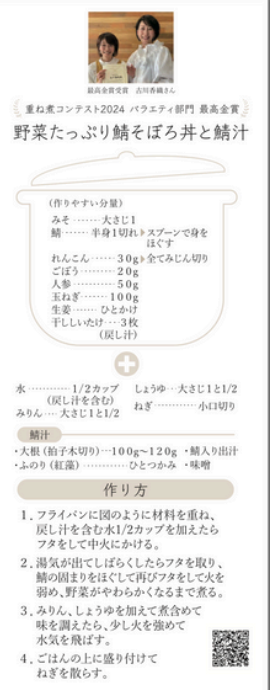 最高金賞受賞　古川香織さん
重ね煮コンテスト2024 バラエティ部門 最高金賞
野菜たっぷり鯖そぼろ丼と鯖汁
(作りやすい分量)
みそ ……… 大さじ1
鯖 ……… 半身1切れ▶スプーンで身を
ほぐす
れんこん …… 30g▶全てみじん切り
ごぼう ……… 20g
人参 ……… 50g
玉ねぎ ……… 100g
生姜 ……… ひとかけ
干ししいたけ … 3枚
(戻し汁)
水 ……… 1/2カップ
(戻し汁を含む)
みりん … 大さじ1と1/2
しょうゆ … 大さじ1と1/2
ねぎ ……… 小口切り
鯖汁
・大根(拍子木切り)…100g〜120g ・鯖入り出汁
・ふのり(紅藻) ……… ひとつかみ ・味噌
作り方
1. フライパンに図のように材料を重ね、
戻し汁を含む水1/2カップを加えたら
フタをして中火にかける。
2. 湯気が出てしばらくしたらフタを取り、
鯖の固まりをほぐして再びフタをして火を
弱め、野菜がやわらかくなるまで煮る。
3. みりん、しょうゆを加えて煮含めて
味を調えたら、少し火を強めて
水気を飛ばす。
4. ごはんの上に盛り付けて
ねぎを散らす。